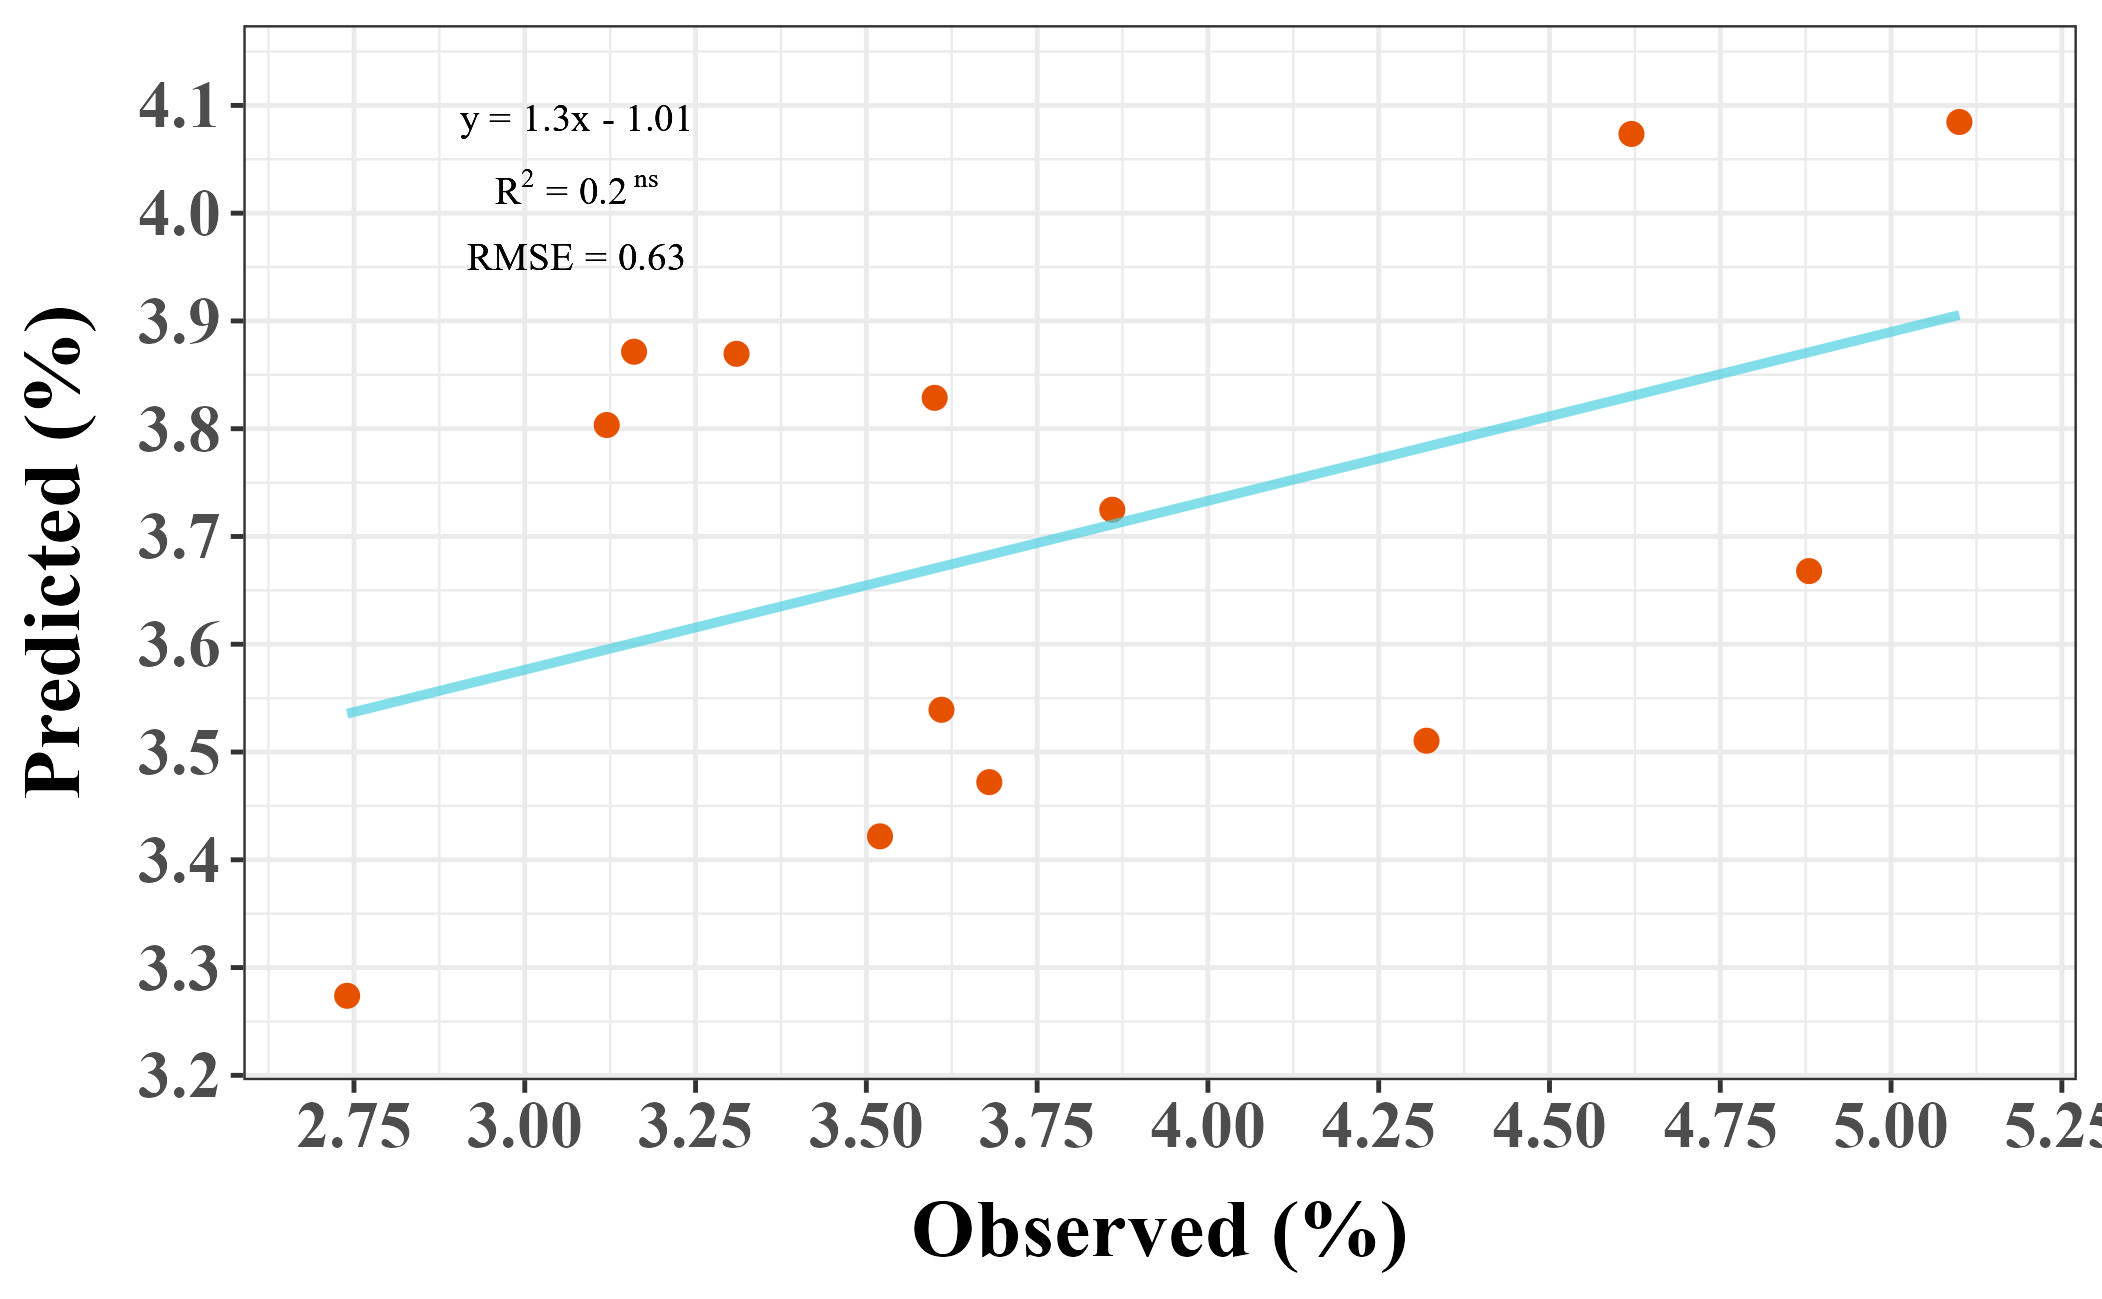 y = 1.3x - 1.01
R² = 0.2 ns
RMSE = 0.63
Predicted (%)
4.1
4.0
3.9
3.8
3.7
3.6
3.5
3.4
3.3
3.2
2.75 3.00 3.25 3.50 3.75 4.00 4.25 4.50 4.75 5.00 5.25
Observed (%)